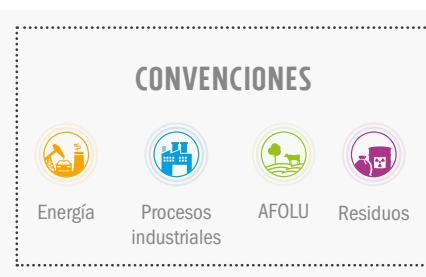 CONVENCIONES
Energía
Procesos
industriales
AFOLU
Residuos